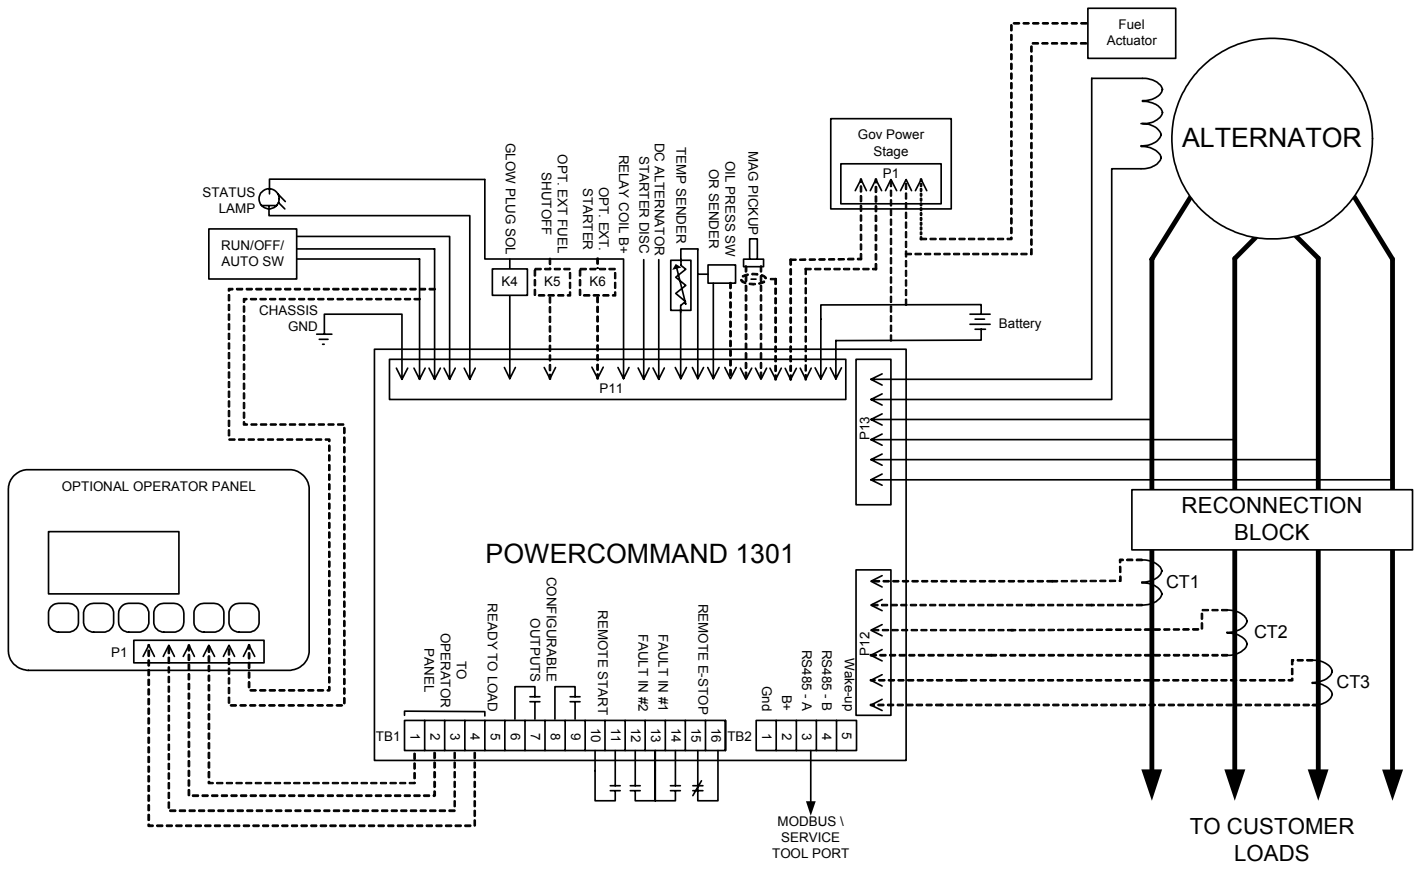 Fuel
Actuator
ALTERNATOR
Gov Power
Stage
P1
STATUS
LAMP
RUN/OFF/
AUTO SW
CHASSIS
GND
GLOW PLUG SOL
OPT. EXT FUEL
SHUTOFF
OPT. EXT.
STARTER
RELAY COIL B+
STARTER DISC
DC ALTERNATOR
TEMP SENDER
OIL PRESS SW
OR SENDER
MAG PICKUP
K4
K5
K6
Battery
P11
P13
OPTIONAL OPERATOR PANEL
P1
POWERCOMMAND 1301
RECONNECTION
BLOCK
CT1
CT2
CT3
P12
TO
OPERATOR
PANEL
READY TO LOAD
CONFIGURABLE
OUTPUTS
REMOTE START
FAULT IN #2
FAULT IN #1
REMOTE E-STOP
Gnd
B+
RS485 - A
RS485 - B
Wake-up
TB1
1 2 3 4 5 6 7 8 9 10 11 12 13 14 15 16
TB2
1 2 3 4 5
MODBUS \
SERVICE
TOOL PORT
TO CUSTOMER
LOADS